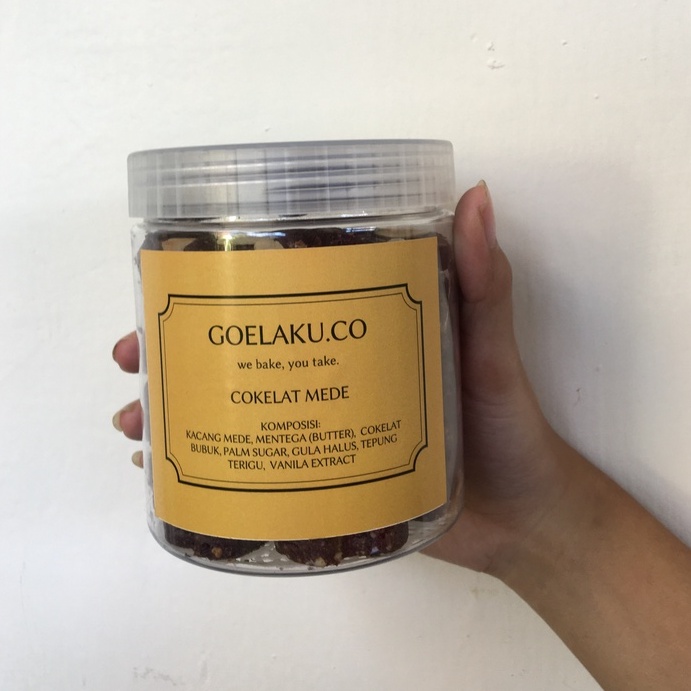 GOELAKU.CO
we bake, you take.
COKELAT MEDE
KOMPOSISI:
KACANG MEDE, MENTEGA (BUTTER), COKELAT
BUBUK, PALM SUGAR, GULA HALUS, TEPUNG
TERIGU, VANILA EXTRACT